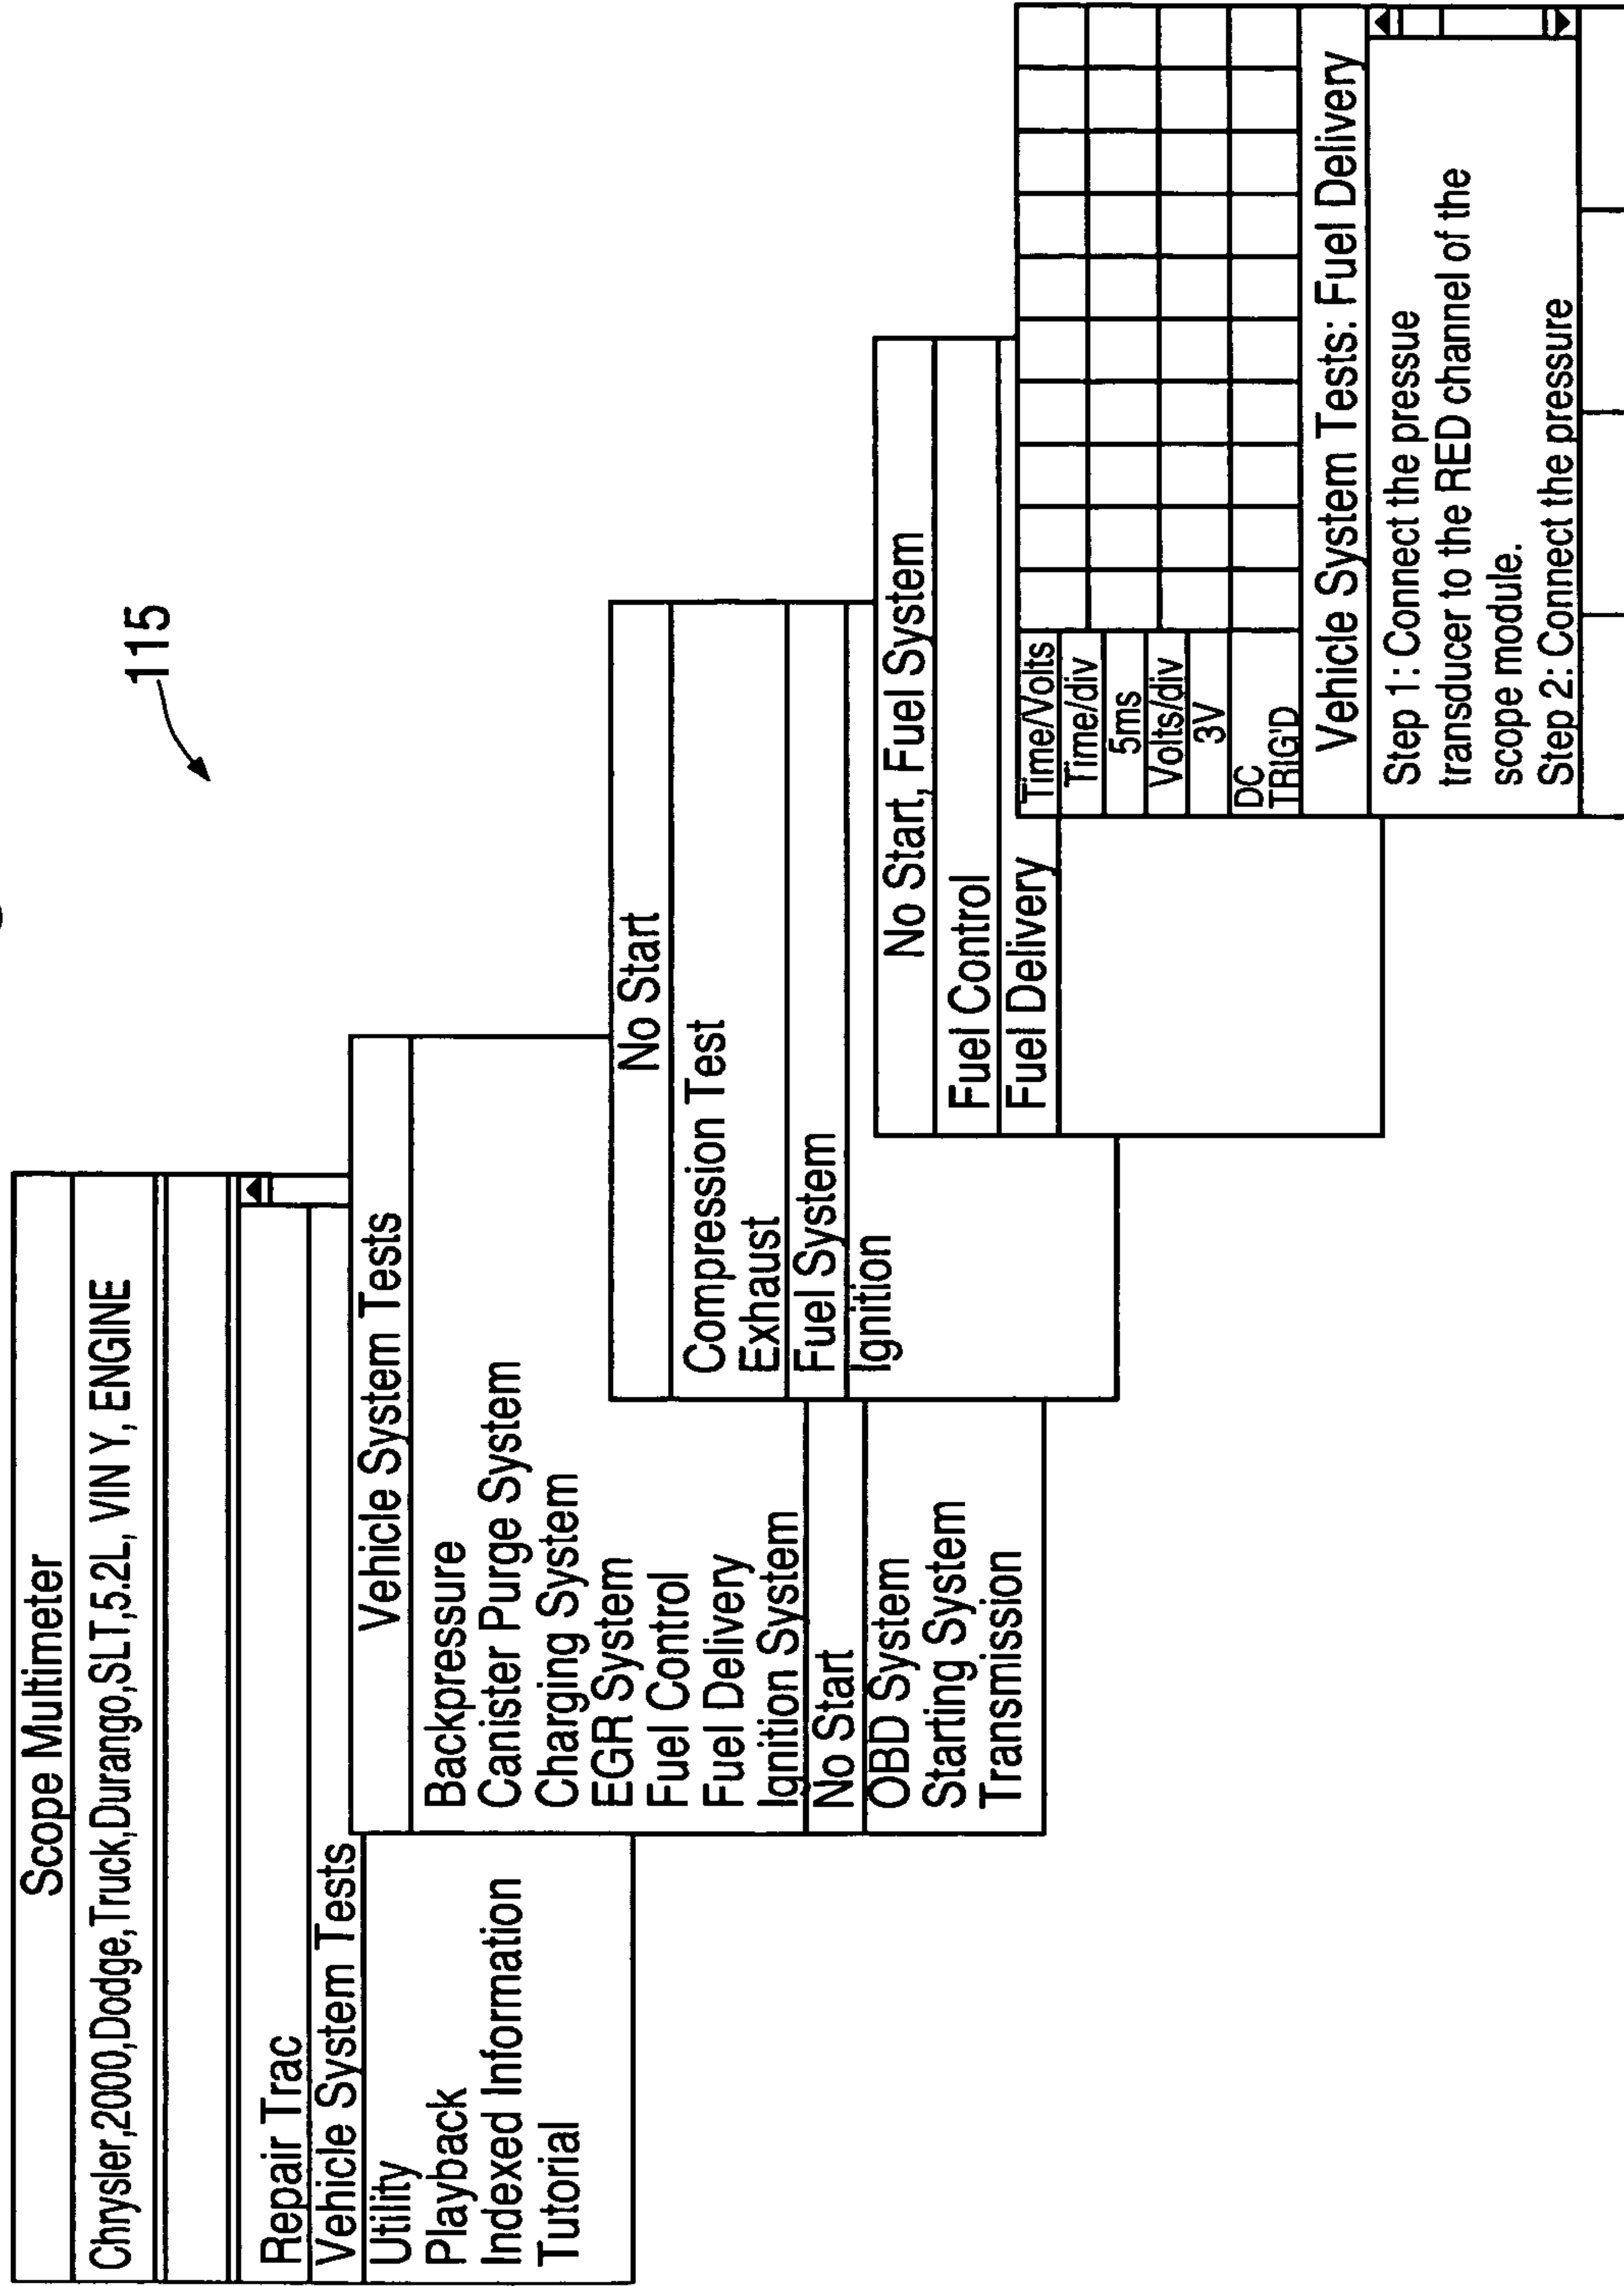 115
Scope Multimeter
Chrysler,2000,Dodge,Truck,Durango,SLT,5.2L, VIN Y, ENGINE
Repair Trac
Vehicle System Tests
Utility
Playback
Indexed Information
Tutorial
Vehicle System Tests
Backpressure
Canister Purge System
Charging System
EGR System
Fuel Control
Fuel Delivery
Ignition System
No Start
OBD System
Starting System
Transmission
No Start
Compression Test
Exhaust
Fuel System
Ignition
No Start, Fuel System
Fuel Control
Fuel Delivery
Time/Volts
Time/div
5ms
Volts/div
3V
DC
TRIG'D
Vehicle System Tests: Fuel Delivery
Step 1: Connect the pressue
transducer to the RED channel of the
scope module.
Step 2: Connect the pressure